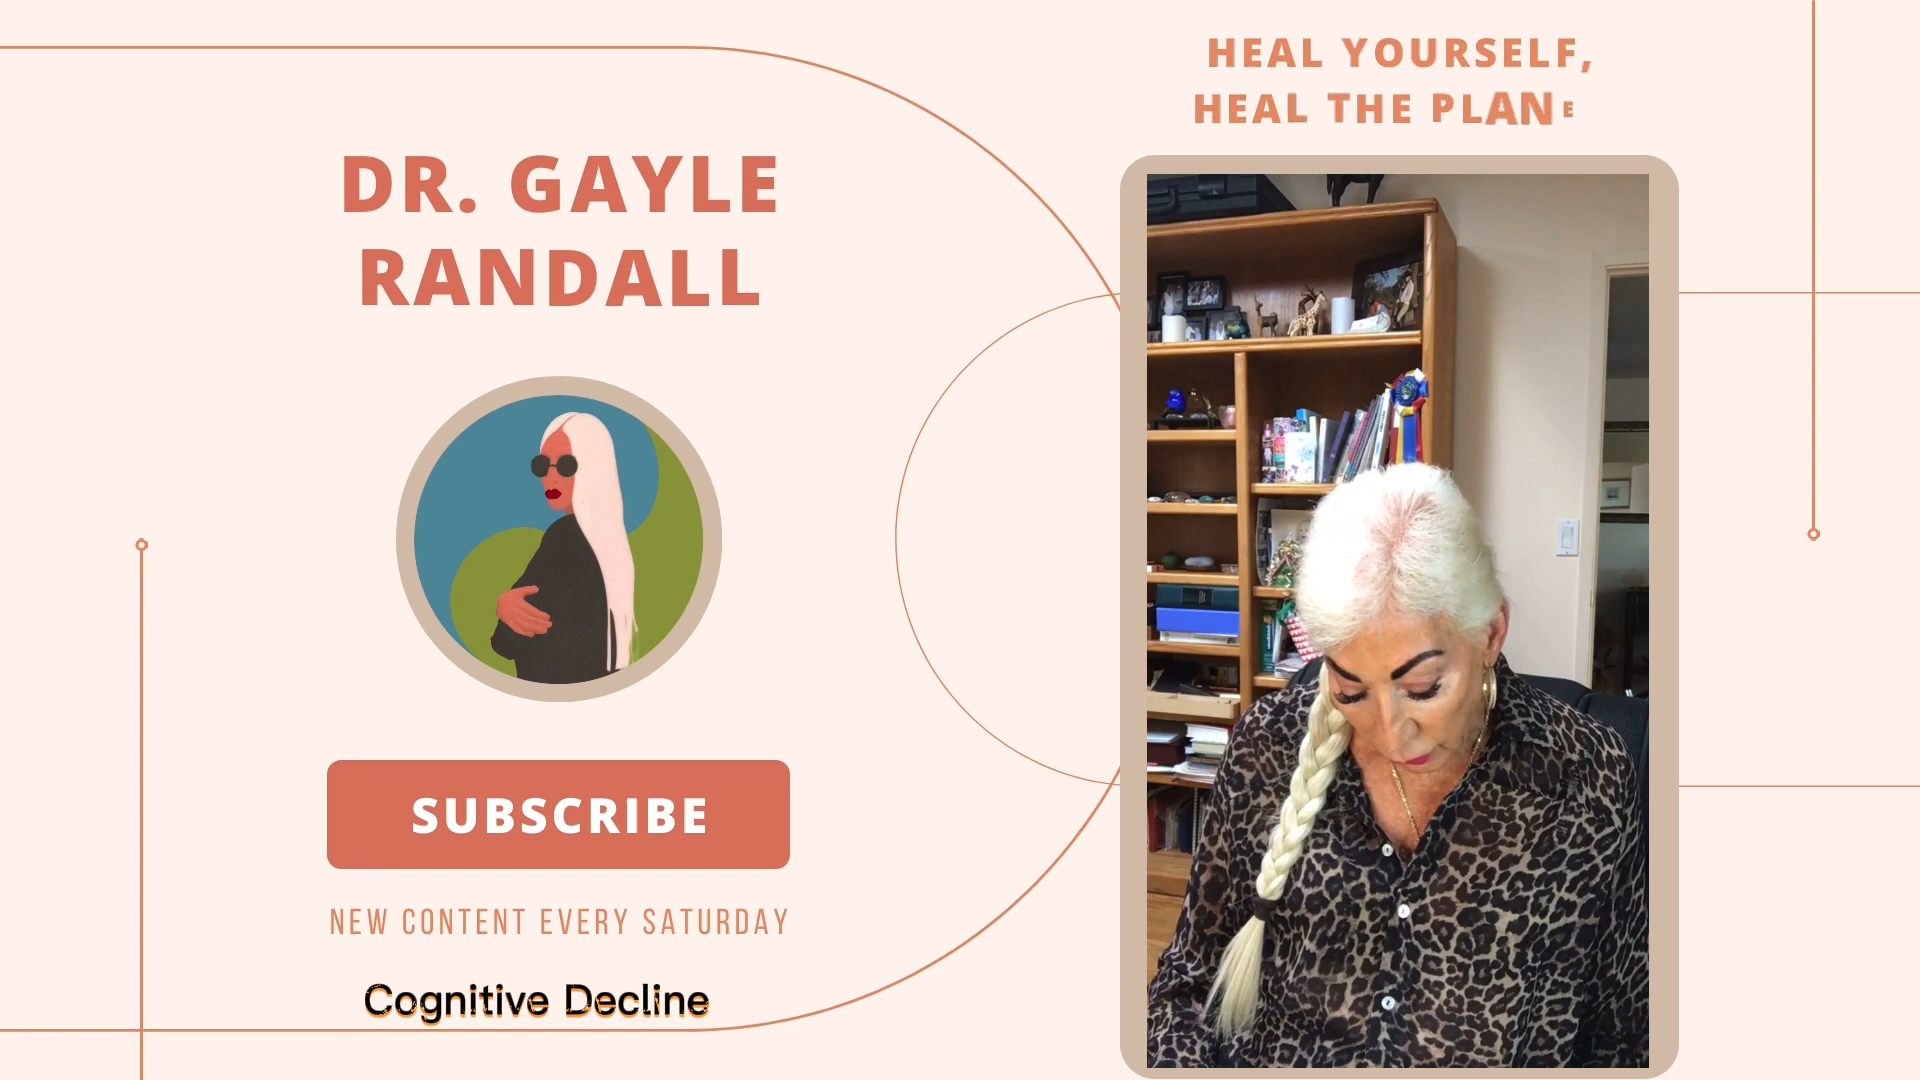 DR. GAYLE
RANDALL
SUBSCRIBE
NEW CONTENT EVERY SATURDAY
Cognitive Decline
HEAL YOURSELF,
HEAL THE PLANE